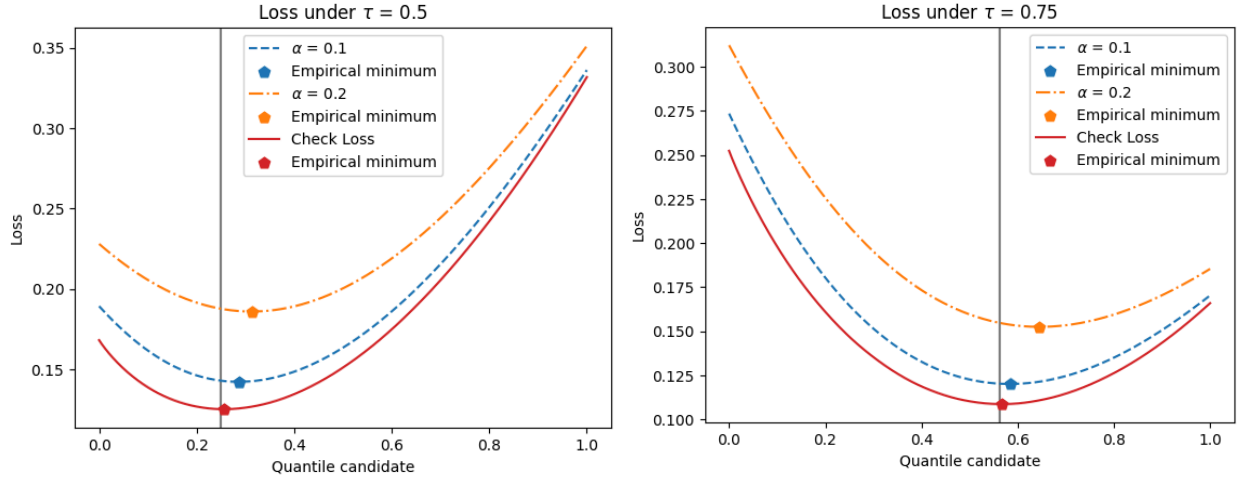 Loss under τ = 0.5
0.35
0.30
0.25
0.20
0.15
Loss
α = 0.1
Empirical minimum
α = 0.2
Empirical minimum
Check Loss
Empirical minimum
0.0 0.2 0.4 0.6 0.8 1.0
Quantile candidate
Loss under τ = 0.75
0.300
0.275
0.250
0.225
0.200
0.175
0.150
0.125
0.100
Loss
α = 0.1
Empirical minimum
α = 0.2
Empirical minimum
Check Loss
Empirical minimum
0.0 0.2 0.4 0.6 0.8 1.0
Quantile candidate